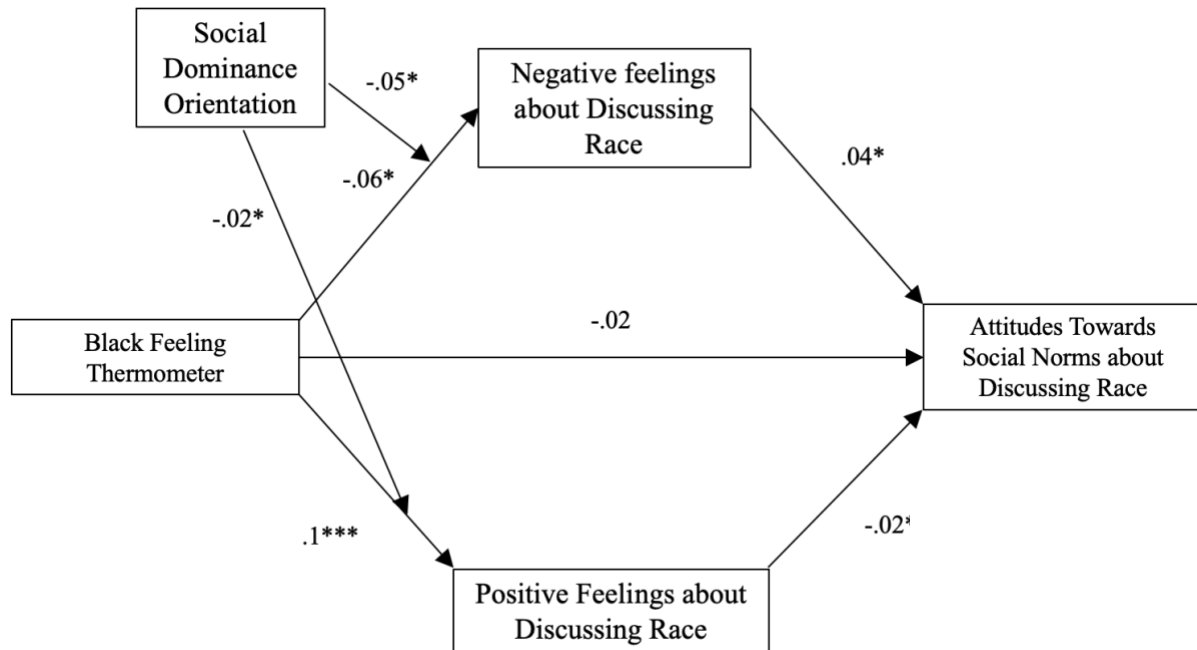 Social
Dominance
Orientation
-.05*
Negative feelings
about Discussing
Race
-.06*
.04*
-.02*
-.02
Black Feeling
Thermometer
Attitudes Towards
Social Norms about
Discussing Race
.1***
-.02*
Positive Feelings about
Discussing Race